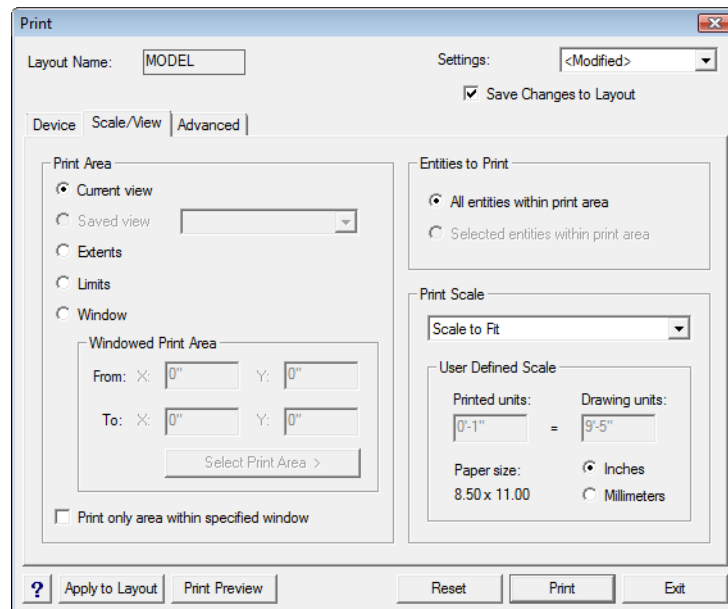 Print
Layout Name: MODEL
Settings: <Modified>
Save Changes to Layout
Device Scale/View Advanced
Print Area
Current view
Saved view
Extents
Limits
Window
Windowed Print Area
From: X: 0" Y: 0"
To: X: 0" Y: 0"
Select Print Area >
Print only area within specified window
Entities to Print
All entities within print area
Selected entities within print area
Print Scale
Scale to Fit
User Defined Scale
Printed units: Drawing units:
0'-1" = 9'-5"
Paper size:
8.50 x 11.00
Inches
Millimeters
? Apply to Layout Print Preview Reset Print Exit